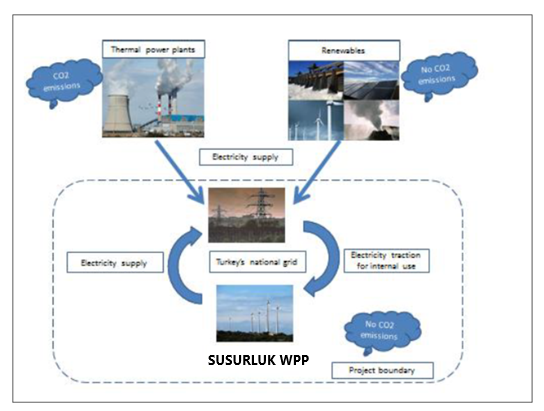 Thermal power plants
Renewables
CO2
emissions
No CO2
emissions
Electricity supply
Electricity supply
Turkey's national grid
Electricity traction
for internal use
No CO2
emissions
SUSURLUK WPP
Project boundary